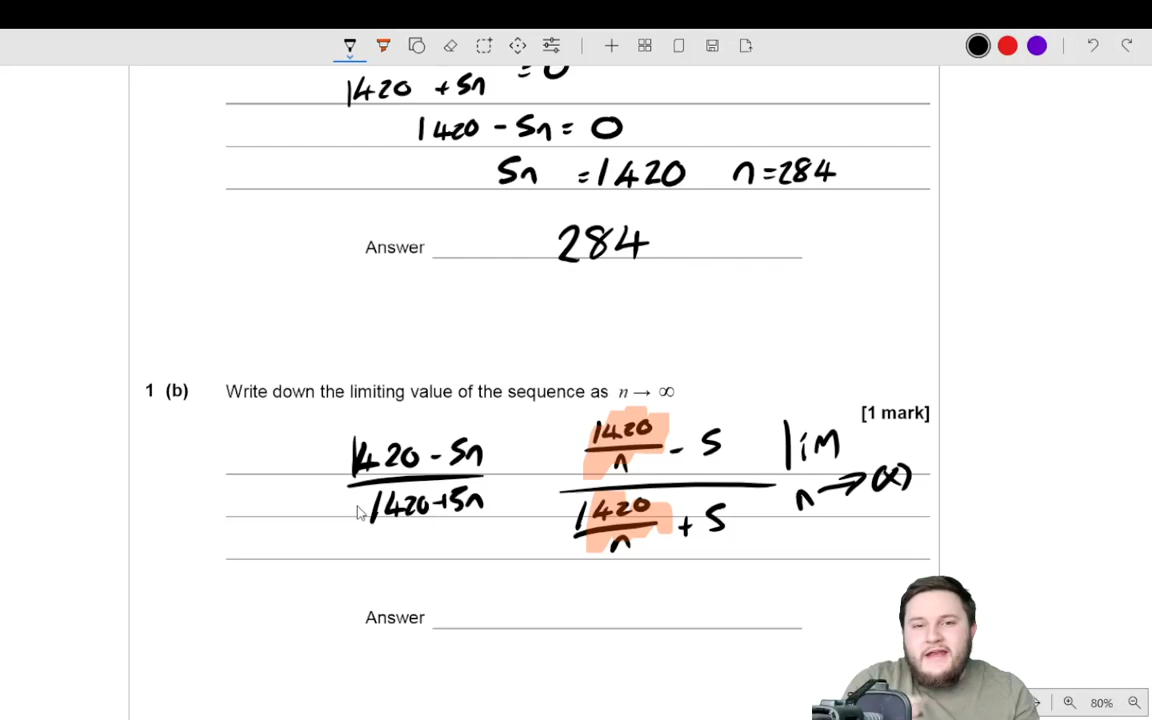 = 0
1420 + 5n
1420 - 5n = 0
5n = 1420 n = 284
Answer 284
1 (b) Write down the limiting value of the sequence as n → ∞
[1 mark]
1420 - 5n 1420/n - 5 lim
1420 + 5n 1420/n + 5 n → ∞
Answer
80%